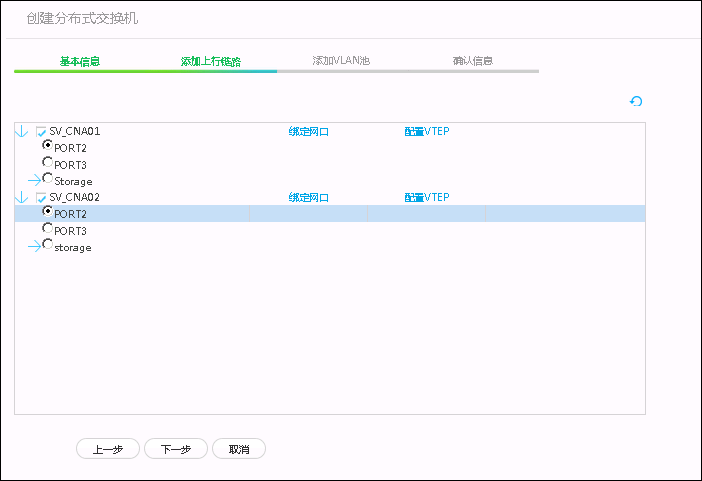 创建分布式交换机
基本信息 添加上行链路 添加VLAN池 确认信息
SV_CNA01 绑定网口 配置VTEP
PORT2
PORT3
Storage
SV_CNA02 绑定网口 配置VTEP
PORT2
PORT3
storage
上一步 下一步 取消